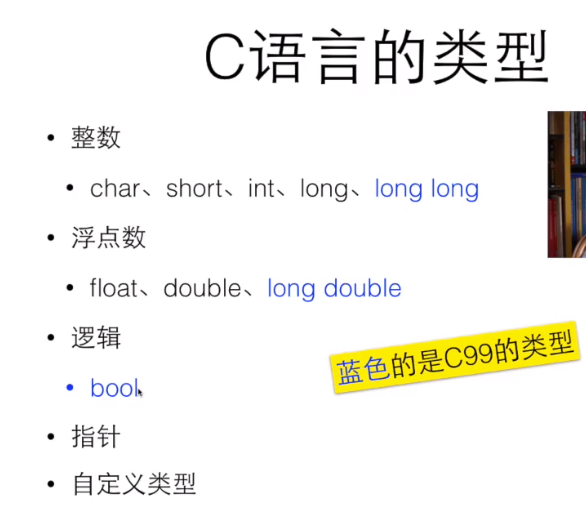 C语言的类型
• 整数
• char、short、int、long、long long
• 浮点数
• float、double、long double
• 逻辑
蓝色的是C99的类型
• bool
• 指针
• 自定义类型